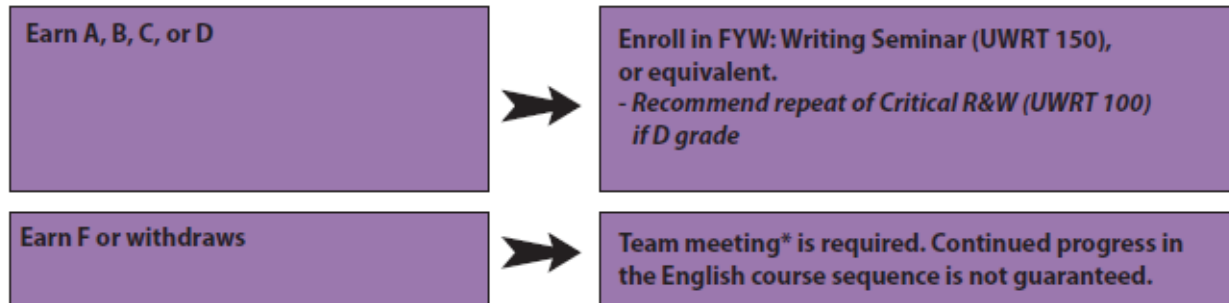 Earn A, B, C, or D
Enroll in FYW: Writing Seminar (UWRT 150),
or equivalent.
- Recommend repeat of Critical R&W (UWRT 100)
if D grade
Earn F or withdraws
Team meeting* is required. Continued progress in
the English course sequence is not guaranteed.